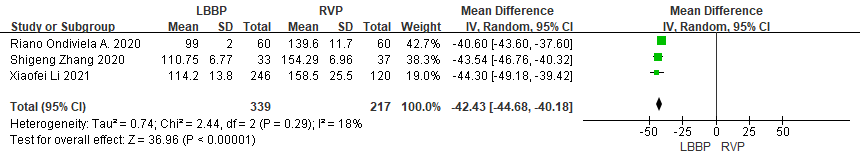 LBBP RVP Mean Difference Mean Difference
Study or Subgroup Mean SD Total Mean SD Total Weight IV, Random, 95% CI IV, Random, 95% CI
Riano Ondiviela A. 2020 99 2 60 139.6 11.7 60 42.7% -40.60 [-43.60, -37.60]
Shigeng Zhang 2020 110.75 6.77 33 154.29 6.96 37 38.3% -43.54 [-46.76, -40.32]
Xiaofei Li 2021 114.2 13.8 246 158.5 25.5 120 19.0% -44.30 [-49.18, -39.42]
Total (95% CI) 339 217 100.0% -42.43 [-44.68, -40.18]
Heterogeneity: Tau² = 0.74; Chi² = 2.44, df = 2 (P = 0.29); I² = 18%
Test for overall effect: Z = 36.96 (P < 0.00001)
-50 0 50
LBBP RVP